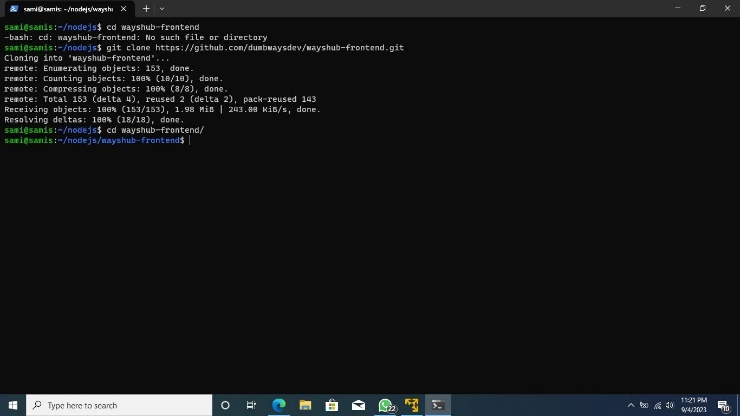 sami@samis: ~/nodejs/wayshu
sami@samis:~/nodejs$ cd wayshub-frontend
-bash: cd: wayshub-frontend: No such file or directory
sami@samis:~/nodejs$ git clone https://github.com/dumbwaysdev/wayshub-frontend.git
Cloning into 'wayshub-frontend'...
remote: Enumerating objects: 153, done.
remote: Counting objects: 100% (10/10), done.
remote: Compressing objects: 100% (8/8), done.
remote: Total 153 (delta 4), reused 2 (delta 2), pack-reused 143
Receiving objects: 100% (153/153), 1.98 MiB | 243.00 KiB/s, done.
Resolving deltas: 100% (18/18), done.
sami@samis:~/nodejs$ cd wayshub-frontend/
sami@samis:~/nodejs/wayshub-frontend$
Type here to search
22
11:21 PM
9/4/2023
10